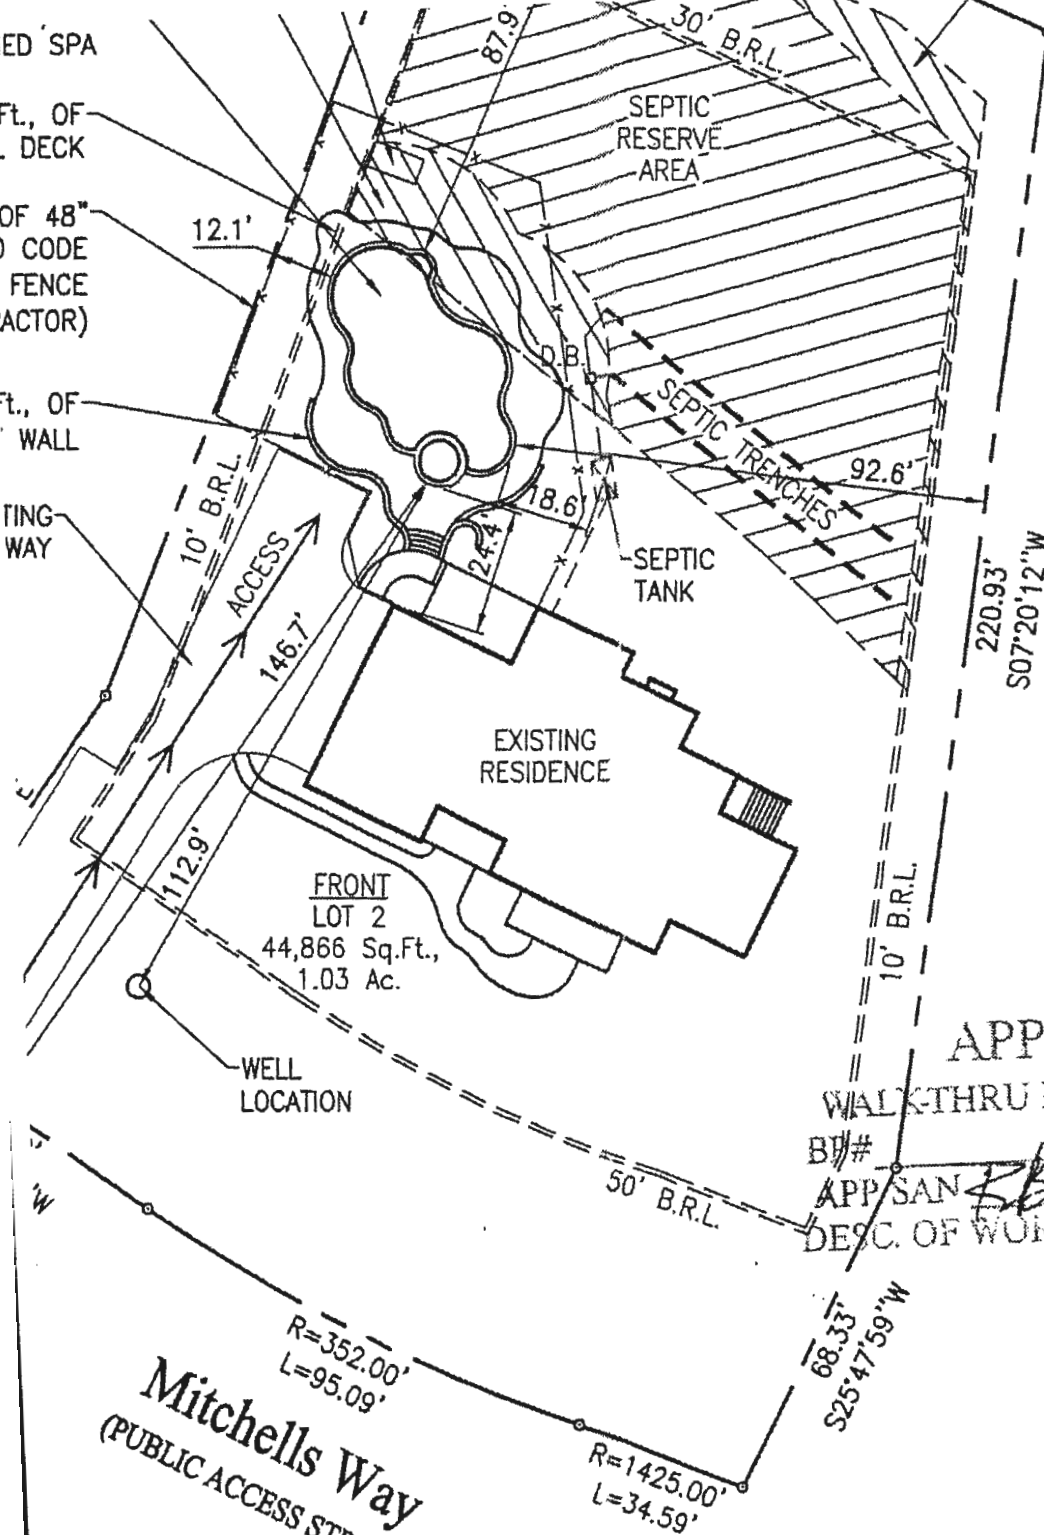 ED SPA
Ft., OF
DECK
OF 48"
CODE
FENCE
ACTOR)
Ft., OF
WALL
TING
WAY
12.1'
87.9
30' B.R.L.
SEPTIC
RESERVE
AREA
D.B.
SEPTIC TRENCHES
92.6'
18.6'
24.4'
SEPTIC
TANK
10' B.R.L.
ACCESS
146.7'
112.9'
220.93'
S07°20'12"W
EXISTING
RESIDENCE
FRONT
LOT 2
44,866 Sq.Ft.,
1.03 Ac.
10' B.R.L.
WELL
LOCATION
50' B.R.L.
APP
WALK-THRU
BP#
APP SAN
DESC. OF WOR
68.33'
S25°47'59"W
R=352.00'
L=95.09'
R=1425.00'
L=34.59'
Mitchells Way
(PUBLIC ACCESS STR